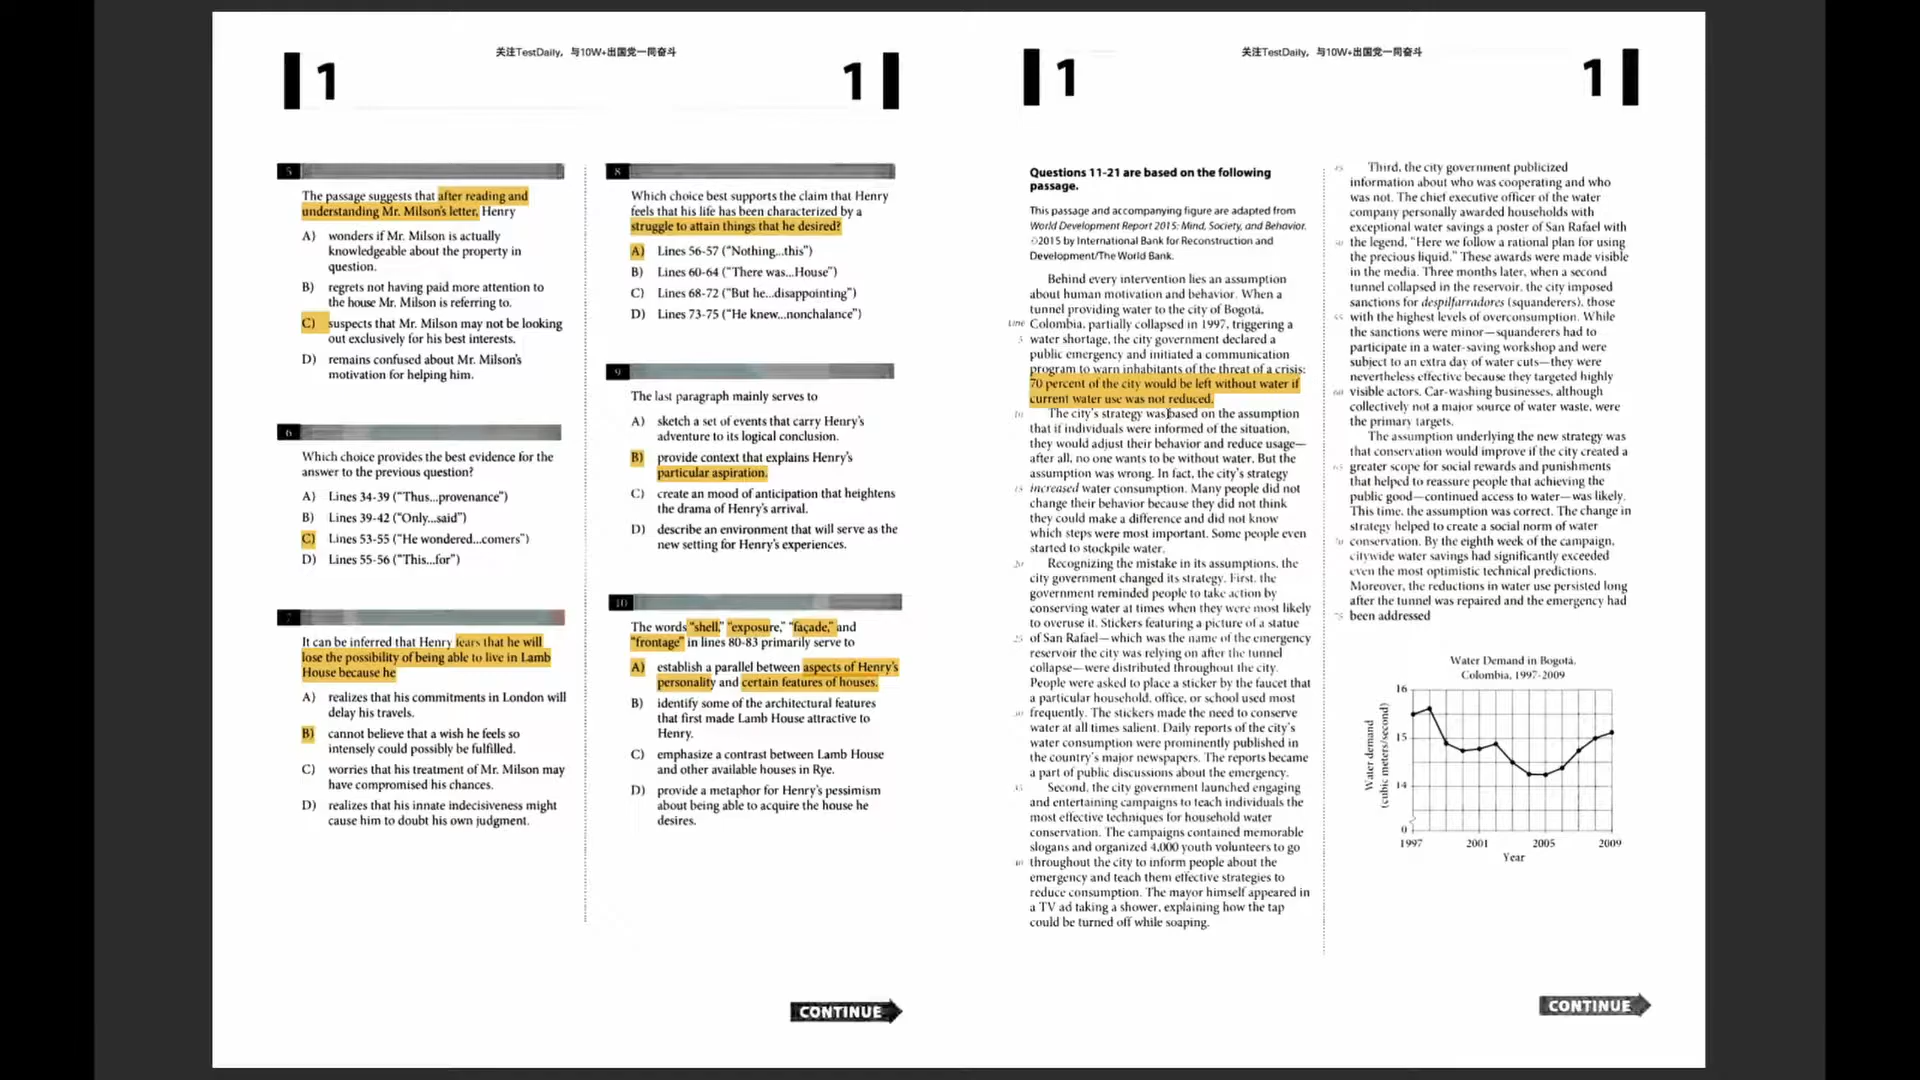 关注TestDaily,与10W+出国党一同奋斗
1
1
5
The passage suggests that after reading and
understanding Mr. Milson's letter, Henry
A) wonders if Mr. Milson is actually
knowledgeable about the property in
question.
B) regrets not having paid more attention to
the house Mr. Milson is referring to.
C) suspects that Mr. Milson may not be looking
out exclusively for his best interests.
D) remains confused about Mr. Milson's
motivation for helping him.
6
Which choice provides the best evidence for the
answer to the previous question?
A) Lines 34-39 ("Thus...provenance")
B) Lines 39-42 ("Only...said")
C) Lines 53-55 ("He wondered...comers")
D) Lines 55-56 ("This...for")
7
It can be inferred that Henry fears that he will
lose the possibility of being able to live in Lamb
House because he
A) realizes that his commitments in London will
delay his travels.
B) cannot believe that a wish he feels so
intensely could possibly be fulfilled.
C) worries that his treatment of Mr. Milson may
have compromised his chances.
D) realizes that his innate indecisiveness might
cause him to doubt his own judgment.
8
Which choice best supports the claim that Henry
feels that his life has been characterized by a
struggle to attain things that he desired?
A) Lines 56-57 ("Nothing...this")
B) Lines 60-64 ("There was...House")
C) Lines 68-72 ("But he...disappointing")
D) Lines 73-75 ("He knew...nonchalance")
9
The last paragraph mainly serves to
A) sketch a set of events that carry Henry's
adventure to its logical conclusion.
B) provide context that explains Henry's
particular aspiration.
C) create an mood of anticipation that heightens
the drama of Henry's arrival.
D) describe an environment that will serve as the
new setting for Henry's experiences.
10
The words "shell," "exposure," "façade," and
"frontage" in lines 80-83 primarily serve to
A) establish a parallel between aspects of Henry's
personality and certain features of houses.
B) identify some of the architectural features
that first made Lamb House attractive to
Henry.
C) emphasize a contrast between Lamb House
and other available houses in Rye.
D) provide a metaphor for Henry's pessimism
about being able to acquire the house he
desires.
CONTINUE
关注TestDaily,与10W+出国党一同奋斗
1
1
Questions 11-21 are based on the following
passage.
This passage and accompanying figure are adapted from
World Development Report 2015: Mind, Society, and Behavior.
©2015 by International Bank for Reconstruction and
Development/The World Bank.
Behind every intervention lies an assumption
about human motivation and behavior. When a
tunnel providing water to the city of Bogotá,
Line Colombia, partially collapsed in 1997, triggering a
5 water shortage, the city government declared a
public emergency and initiated a communication
program to warn inhabitants of the threat of a crisis:
70 percent of the city would be left without water if
current water use was not reduced.
10 The city's strategy was based on the assumption
that if individuals were informed of the situation,
they would adjust their behavior and reduce usage—
after all, no one wants to be without water. But the
assumption was wrong. In fact, the city's strategy
15 increased water consumption. Many people did not
change their behavior because they did not think
they could make a difference and did not know
which steps were most important. Some people even
started to stockpile water.
20 Recognizing the mistake in its assumptions, the
city government changed its strategy. First, the
government reminded people to take action by
conserving water at times when they were most likely
to overuse it. Stickers featuring a picture of a statue
25 of San Rafael—which was the name of the emergency
reservoir the city was relying on after the tunnel
collapse—were distributed throughout the city.
People were asked to place a sticker by the faucet that
a particular household, office, or school used most
30 frequently. The stickers made the need to conserve
water at all times salient. Daily reports of the city's
water consumption were prominently published in
the country's major newspapers. The reports became
a part of public discussions about the emergency.
35 Second, the city government launched engaging
and entertaining campaigns to teach individuals the
most effective techniques for household water
conservation. The campaigns contained memorable
slogans and organized 4,000 youth volunteers to go
40 throughout the city to inform people about the
emergency and teach them effective strategies to
reduce consumption. The mayor himself appeared in
a TV ad taking a shower, explaining how the tap
could be turned off while soaping.
45 Third, the city government publicized
information about who was cooperating and who
was not. The chief executive officer of the water
company personally awarded households with
exceptional water savings a poster of San Rafael with
50 the legend, "Here we follow a rational plan for using
the precious liquid." These awards were made visible
in the media. Three months later, when a second
tunnel collapsed in the reservoir, the city imposed
sanctions for despilfarradores (squanderers), those
55 with the highest levels of overconsumption. While
the sanctions were minor—squanderers had to
participate in a water-saving workshop and were
subject to an extra day of water cuts—they were
nevertheless effective because they targeted highly
60 visible actors. Car-washing businesses, although
collectively not a major source of water waste, were
the primary targets.
The assumption underlying the new strategy was
that conservation would improve if the city created a
65 greater scope for social rewards and punishments
that helped to reassure people that achieving the
public good—continued access to water—was likely.
This time, the assumption was correct. The change in
strategy helped to create a social norm of water
70 conservation. By the eighth week of the campaign,
citywide water savings had significantly exceeded
even the most optimistic technical predictions.
Moreover, the reductions in water use persisted long
after the tunnel was repaired and the emergency had
75 been addressed
Water Demand in Bogotá,
Colombia, 1997-2009
Water demand
(cubic meters/second)
16
15
14
0
1997 2001 2005 2009
Year
CONTINUE